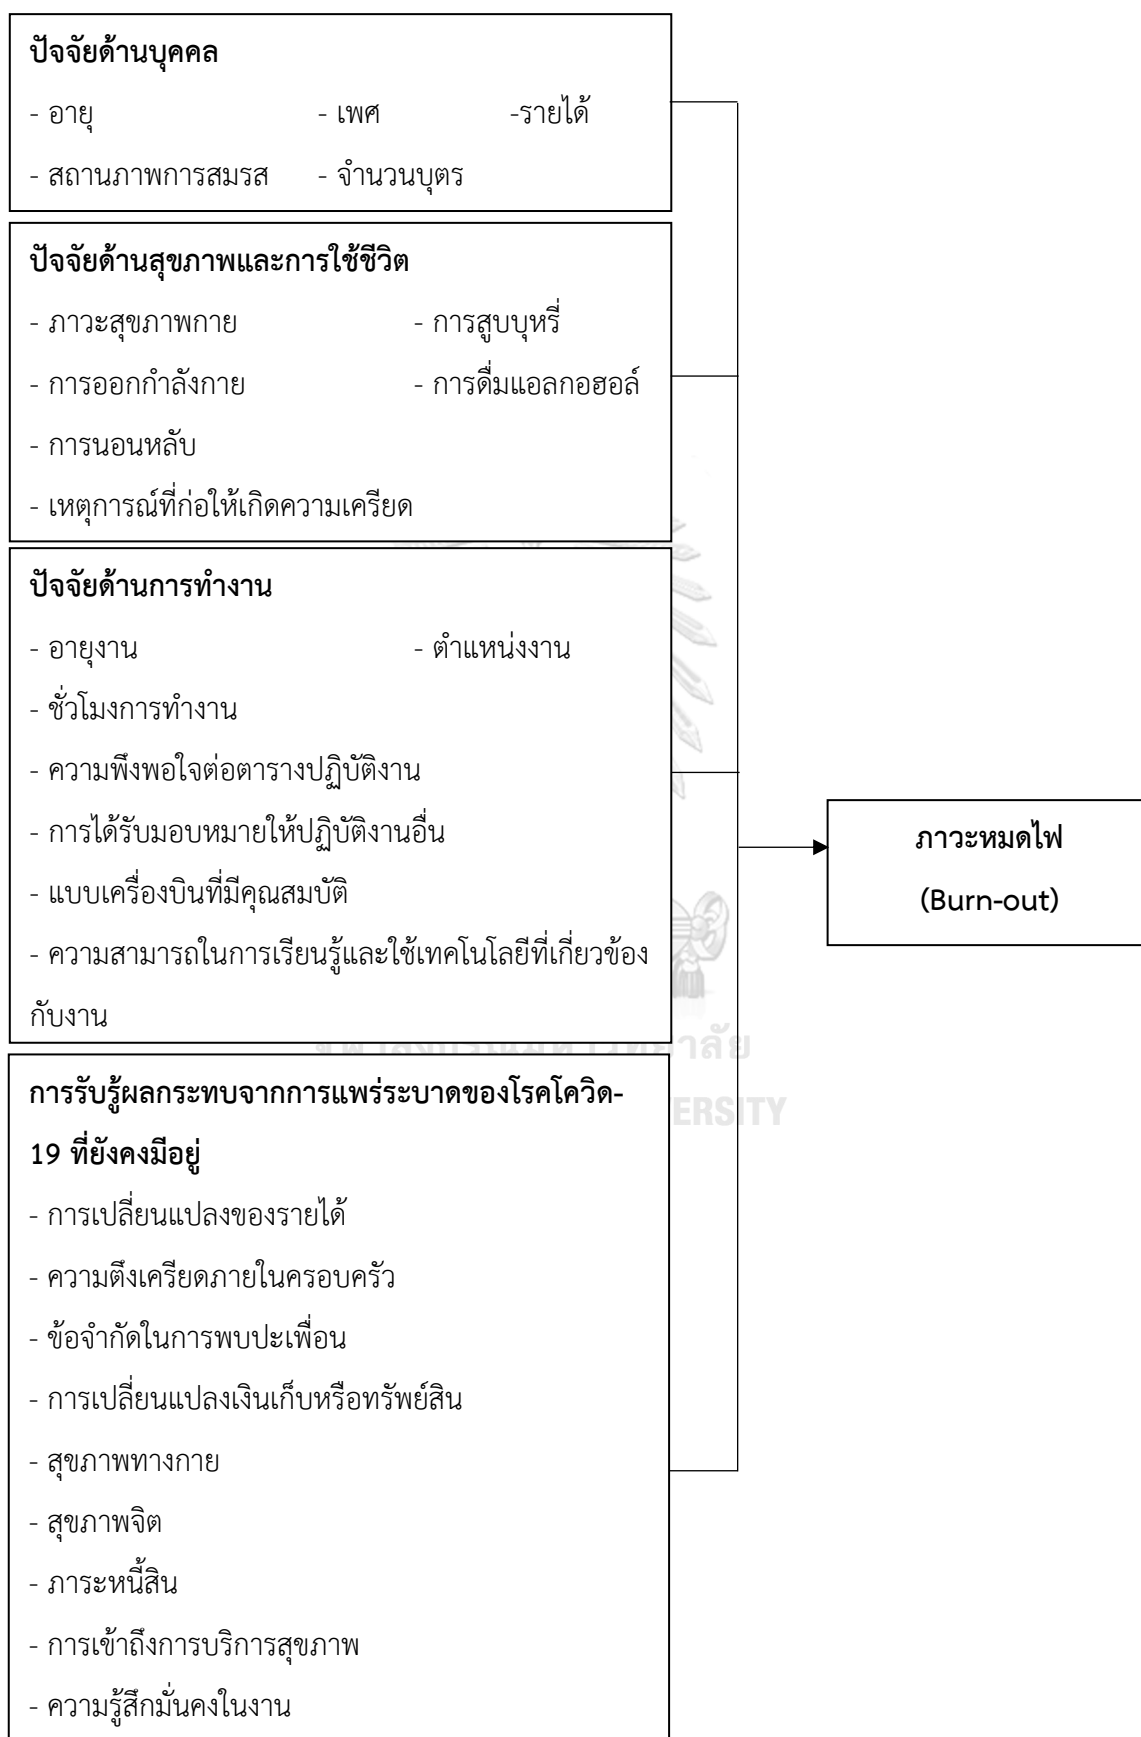 ปัจจัยด้านบุคคล
- อายุ - เพศ -รายได้
- สถานภาพการสมรส - จำนวนบุตร
ปัจจัยด้านสุขภาพและการใช้ชีวิต
- ภาวะสุขภาพกาย - การสูบบุหรี่
- การออกกำลังกาย - การดื่มแอลกอฮอล์
- การนอนหลับ
- เหตุการณ์ที่ก่อให้เกิดความเครียด
ปัจจัยด้านการทำงาน
- อายุงาน - ตำแหน่งงาน
- ชั่วโมงการทำงาน
- ความพึงพอใจต่อตารางปฏิบัติงาน
- การได้รับมอบหมายให้ปฏิบัติงานอื่น
- แบบเครื่องบินที่มีคุณสมบัติ
- ความสามารถในการเรียนรู้และใช้เทคโนโลยีที่เกี่ยวข้อง
กับงาน
ภาวะหมดไฟ
(Burn-out)
การรับรู้ผลกระทบจากการแพร่ระบาดของโรคโควิด-
19 ที่ยังคงมีอยู่
- การเปลี่ยนแปลงของรายได้
- ความตึงเครียดภายในครอบครัว
- ข้อจำกัดในการพบปะเพื่อน
- การเปลี่ยนแปลงเงินเก็บหรือทรัพย์สิน
- สุขภาพทางกาย
- สุขภาพจิต
- ภาระหนี้สิน
- การเข้าถึงการบริการสุขภาพ
- ความรู้สึกมั่นคงในงาน